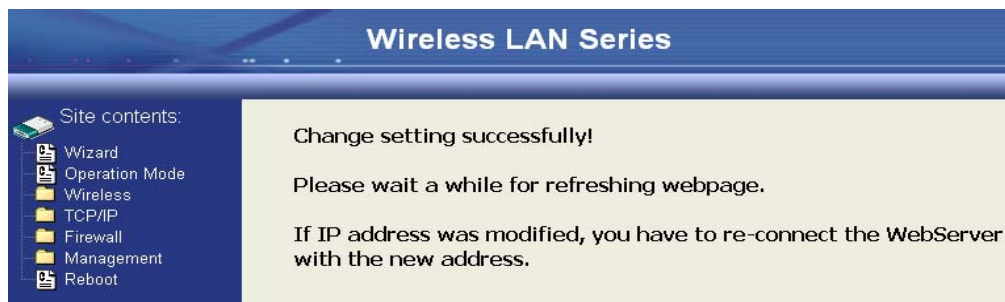 Wireless LAN Series
Site contents:
Wizard
Operation Mode
Wireless
TCP/IP
Firewall
Management
Reboot
Change setting successfully!
Please wait a while for refreshing webpage.
If IP address was modified, you have to re-connect the WebServer
with the new address.